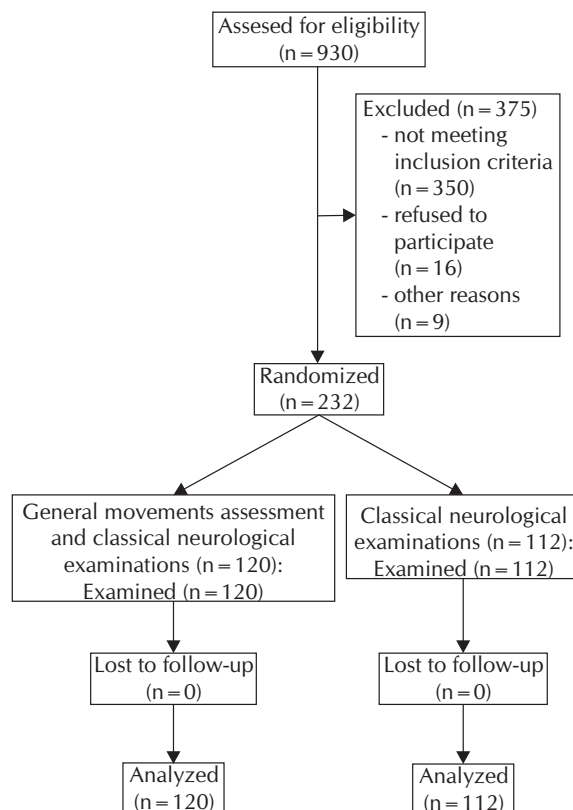 Assesed for eligibility
(n = 930)
Excluded (n = 375)
- not meeting
inclusion criteria
(n = 350)
- refused to
participate
(n = 16)
- other reasons
(n = 9)
Randomized
(n = 232)
General movements assessment
and classical neurological
examinations (n = 120):
Examined (n = 120)
Classical neurological
examinations (n = 112):
Examined (n = 112)
Lost to follow-up
(n = 0)
Lost to follow-up
(n = 0)
Analyzed
(n = 120)
Analyzed
(n = 112)